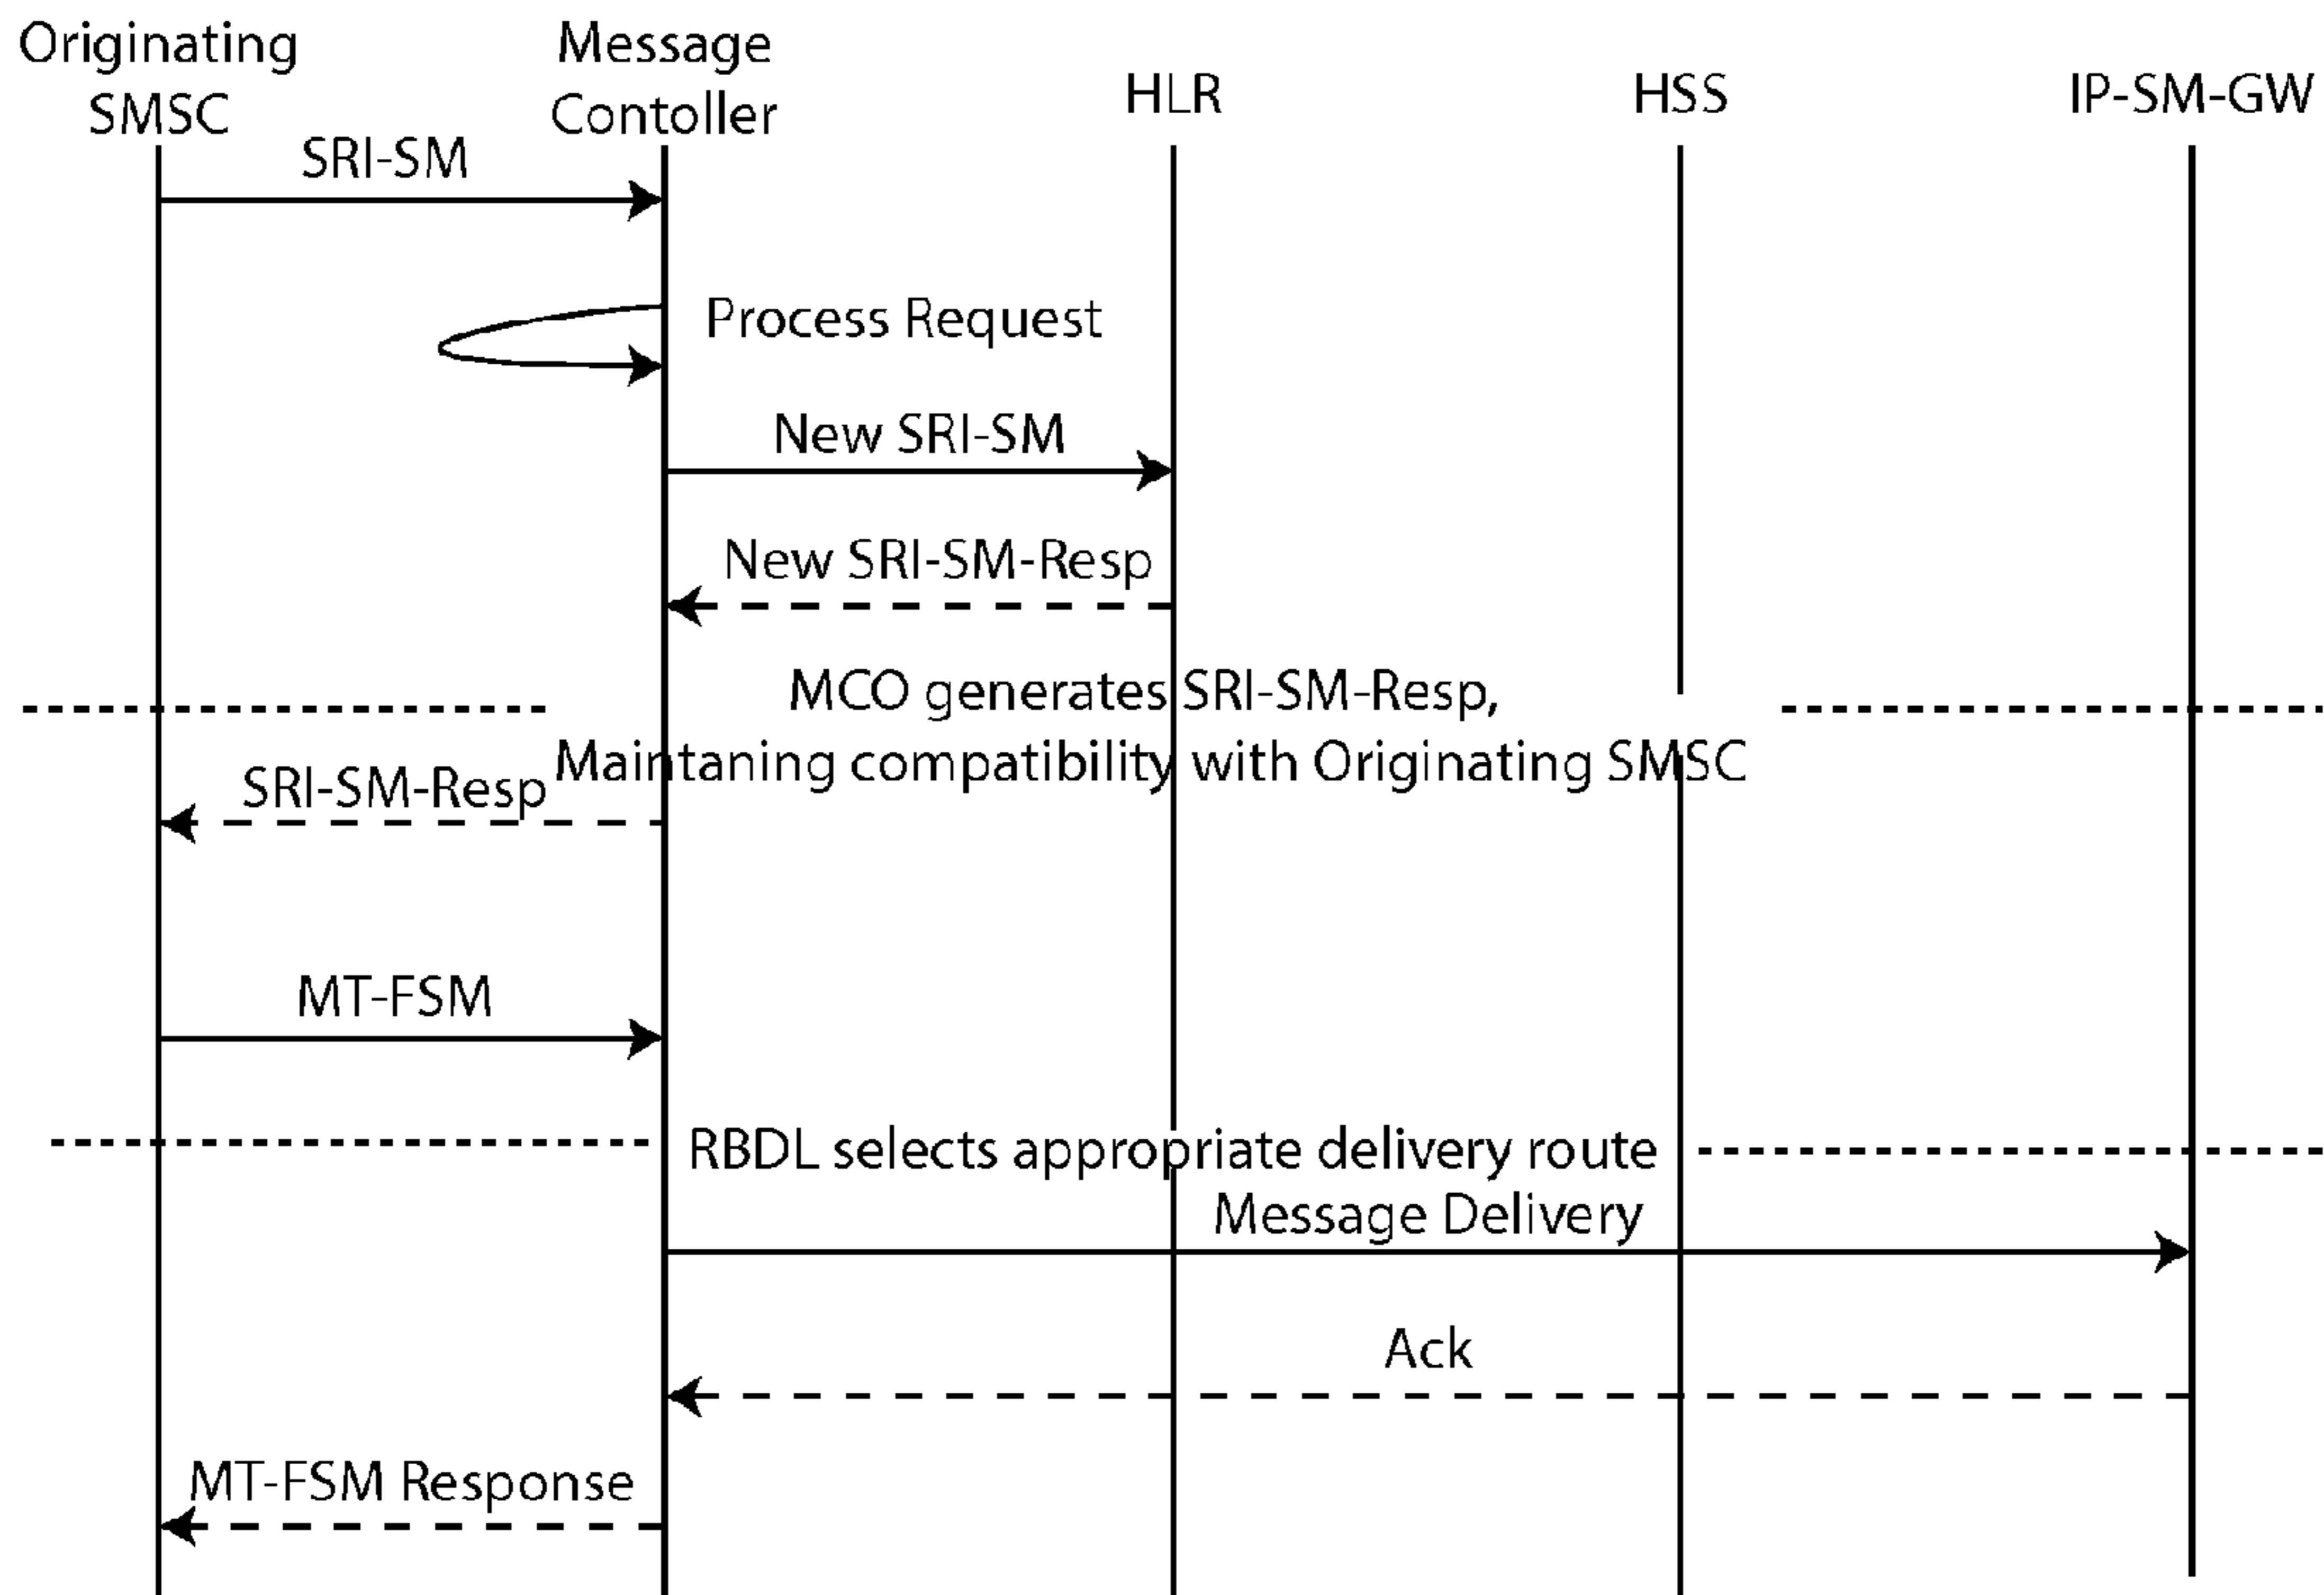 Originating
SMSC
Message
Contoller
HLR
HSS
IP-SM-GW
SRI-SM
Process Request
New SRI-SM
New SRI-SM-Resp
MCO generates SRI-SM-Resp,
Maintaning compatibility with Originating SMSC
SRI-SM-Resp
MT-FSM
RBDL selects appropriate delivery route
Message Delivery
Ack
MT-FSM Response